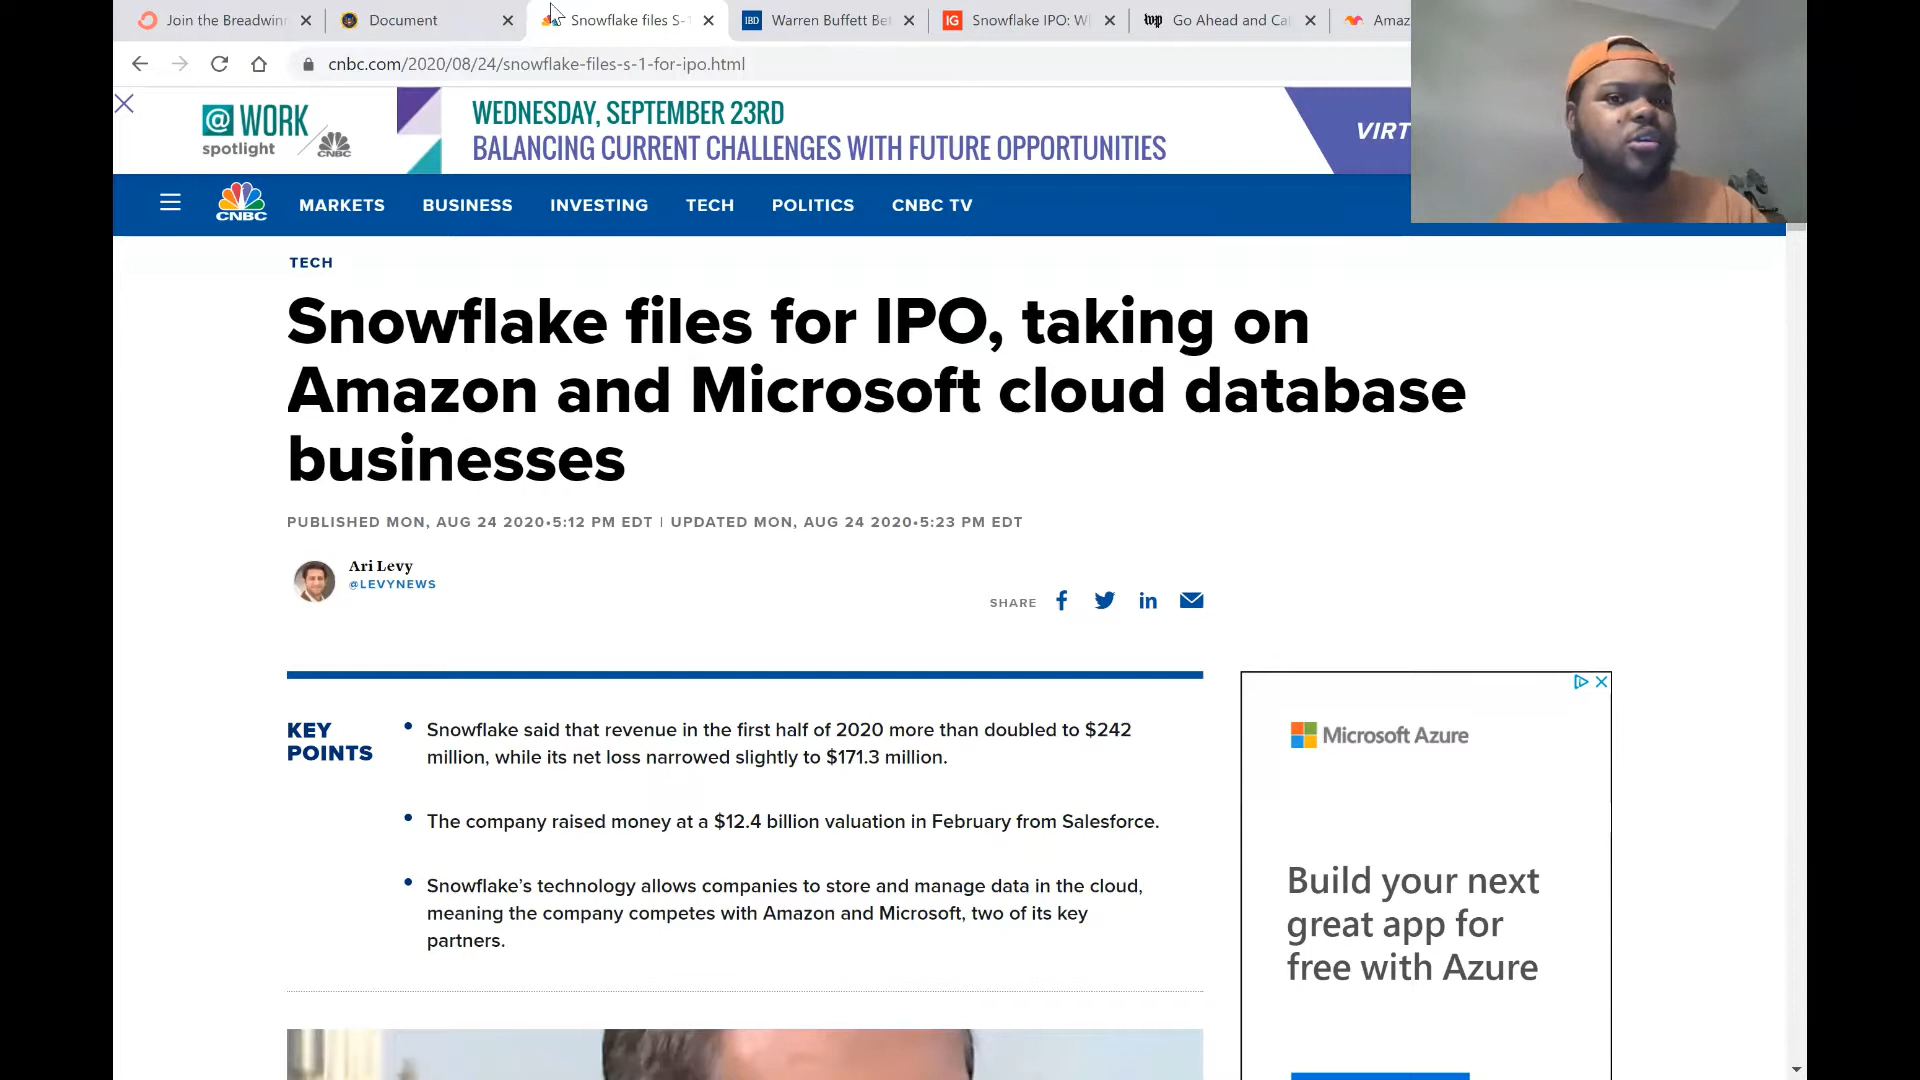 Join the Breadwin
Document
Snowflake files S-1
Warren Buffett Bet
IG
Snowflake IPO: W
wp
Go Ahead and Ca
Amaz
IBD
cnbc.com/2020/08/24/snowflake-files-s-1-for-ipo.html
@ WORK
spotlight
CNBC
WEDNESDAY, SEPTEMBER 23RD
BALANCING CURRENT CHALLENGES WITH FUTURE OPPORTUNITIES
VIRT
CNBC
MARKETS
BUSINESS
INVESTING
TECH
POLITICS
CNBC TV
TECH
Snowflake files for IPO, taking on
Amazon and Microsoft cloud database
businesses
PUBLISHED MON, AUG 24 2020•5:12 PM EDT | UPDATED MON, AUG 24 2020•5:23 PM EDT
Ari Levy
@LEVYNEWS
SHARE
KEY
POINTS
Snowflake said that revenue in the first half of 2020 more than doubled to $242
million, while its net loss narrowed slightly to $171.3 million.
The company raised money at a $12.4 billion valuation in February from Salesforce.
Snowflake’s technology allows companies to store and manage data in the cloud,
meaning the company competes with Amazon and Microsoft, two of its key
partners.
Microsoft Azure
Build your next
great app for
free with Azure